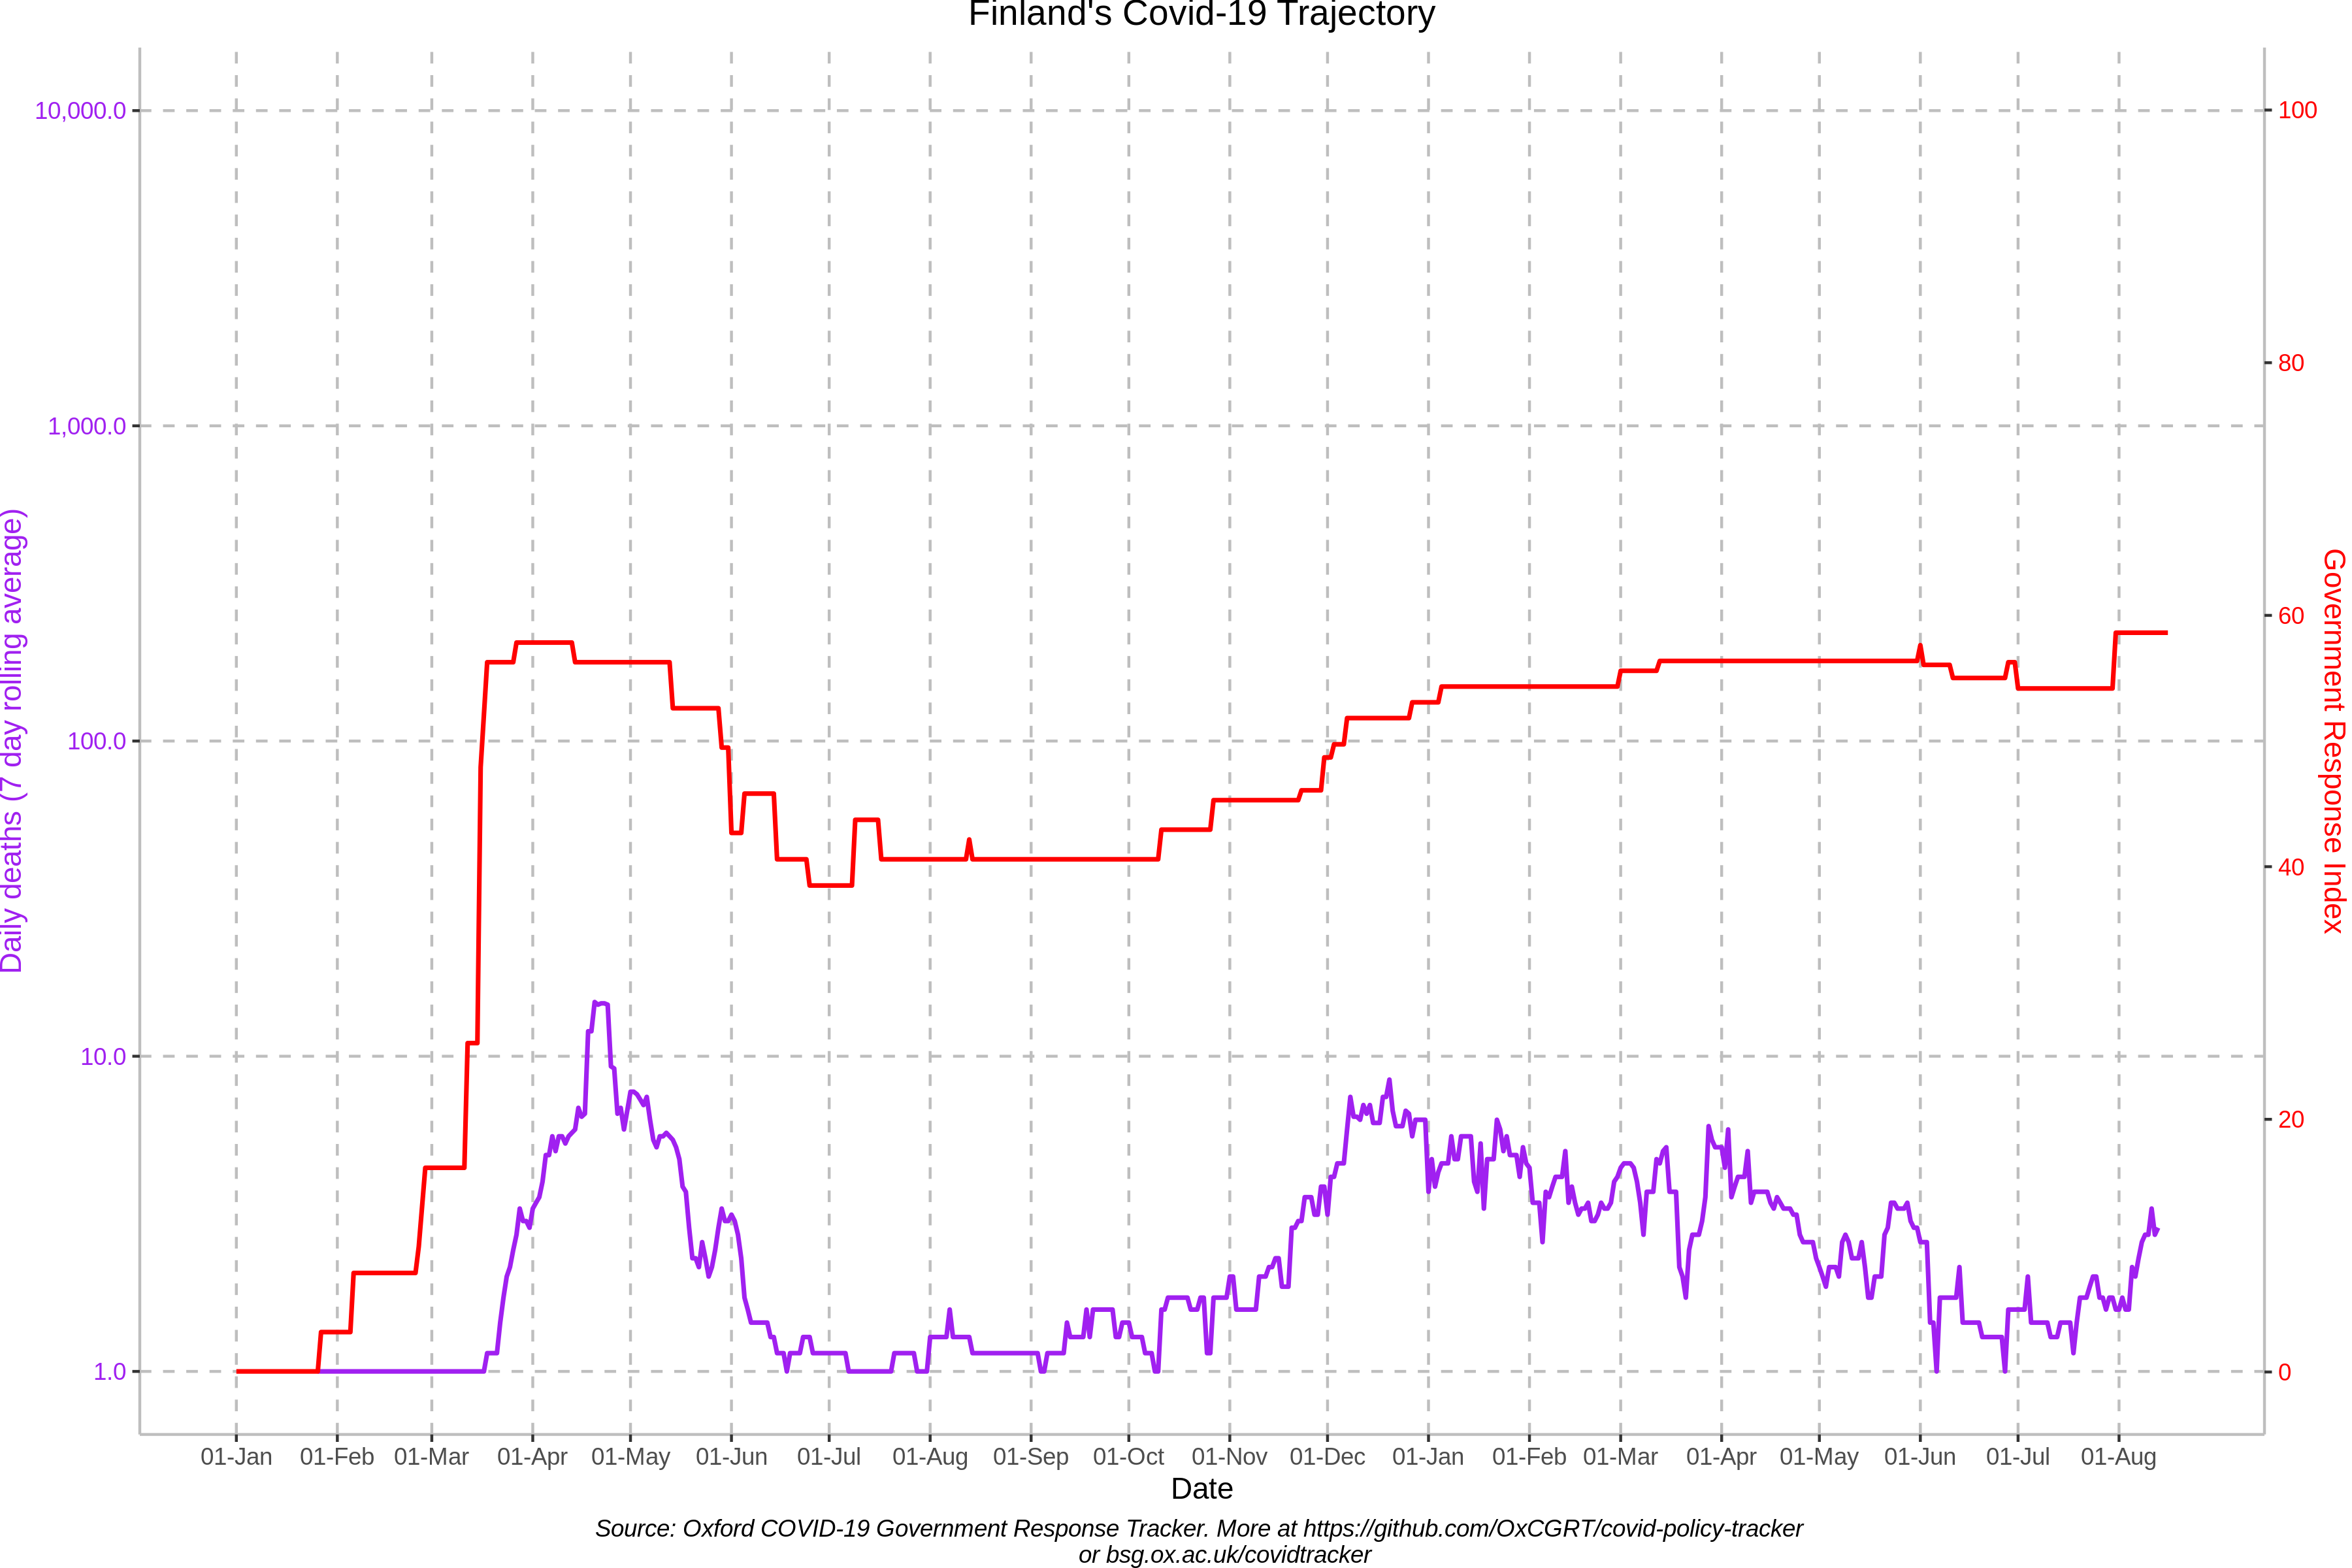 Finland's Covid-19 Trajectory
Daily deaths (7 day rolling average)
10,000.0
1,000.0
100.0
10.0
1.0
100
80
60
40
20
0
Government Response Index
01-Jan 01-Feb 01-Mar 01-Apr 01-May 01-Jun 01-Jul 01-Aug 01-Sep 01-Oct 01-Nov 01-Dec 01-Jan 01-Feb 01-Mar 01-Apr 01-May 01-Jun 01-Jul 01-Aug
Date
Source: Oxford COVID-19 Government Response Tracker. More at https://github.com/OxCGRT/covid-policy-tracker
or bsg.ox.ac.uk/covidtracker